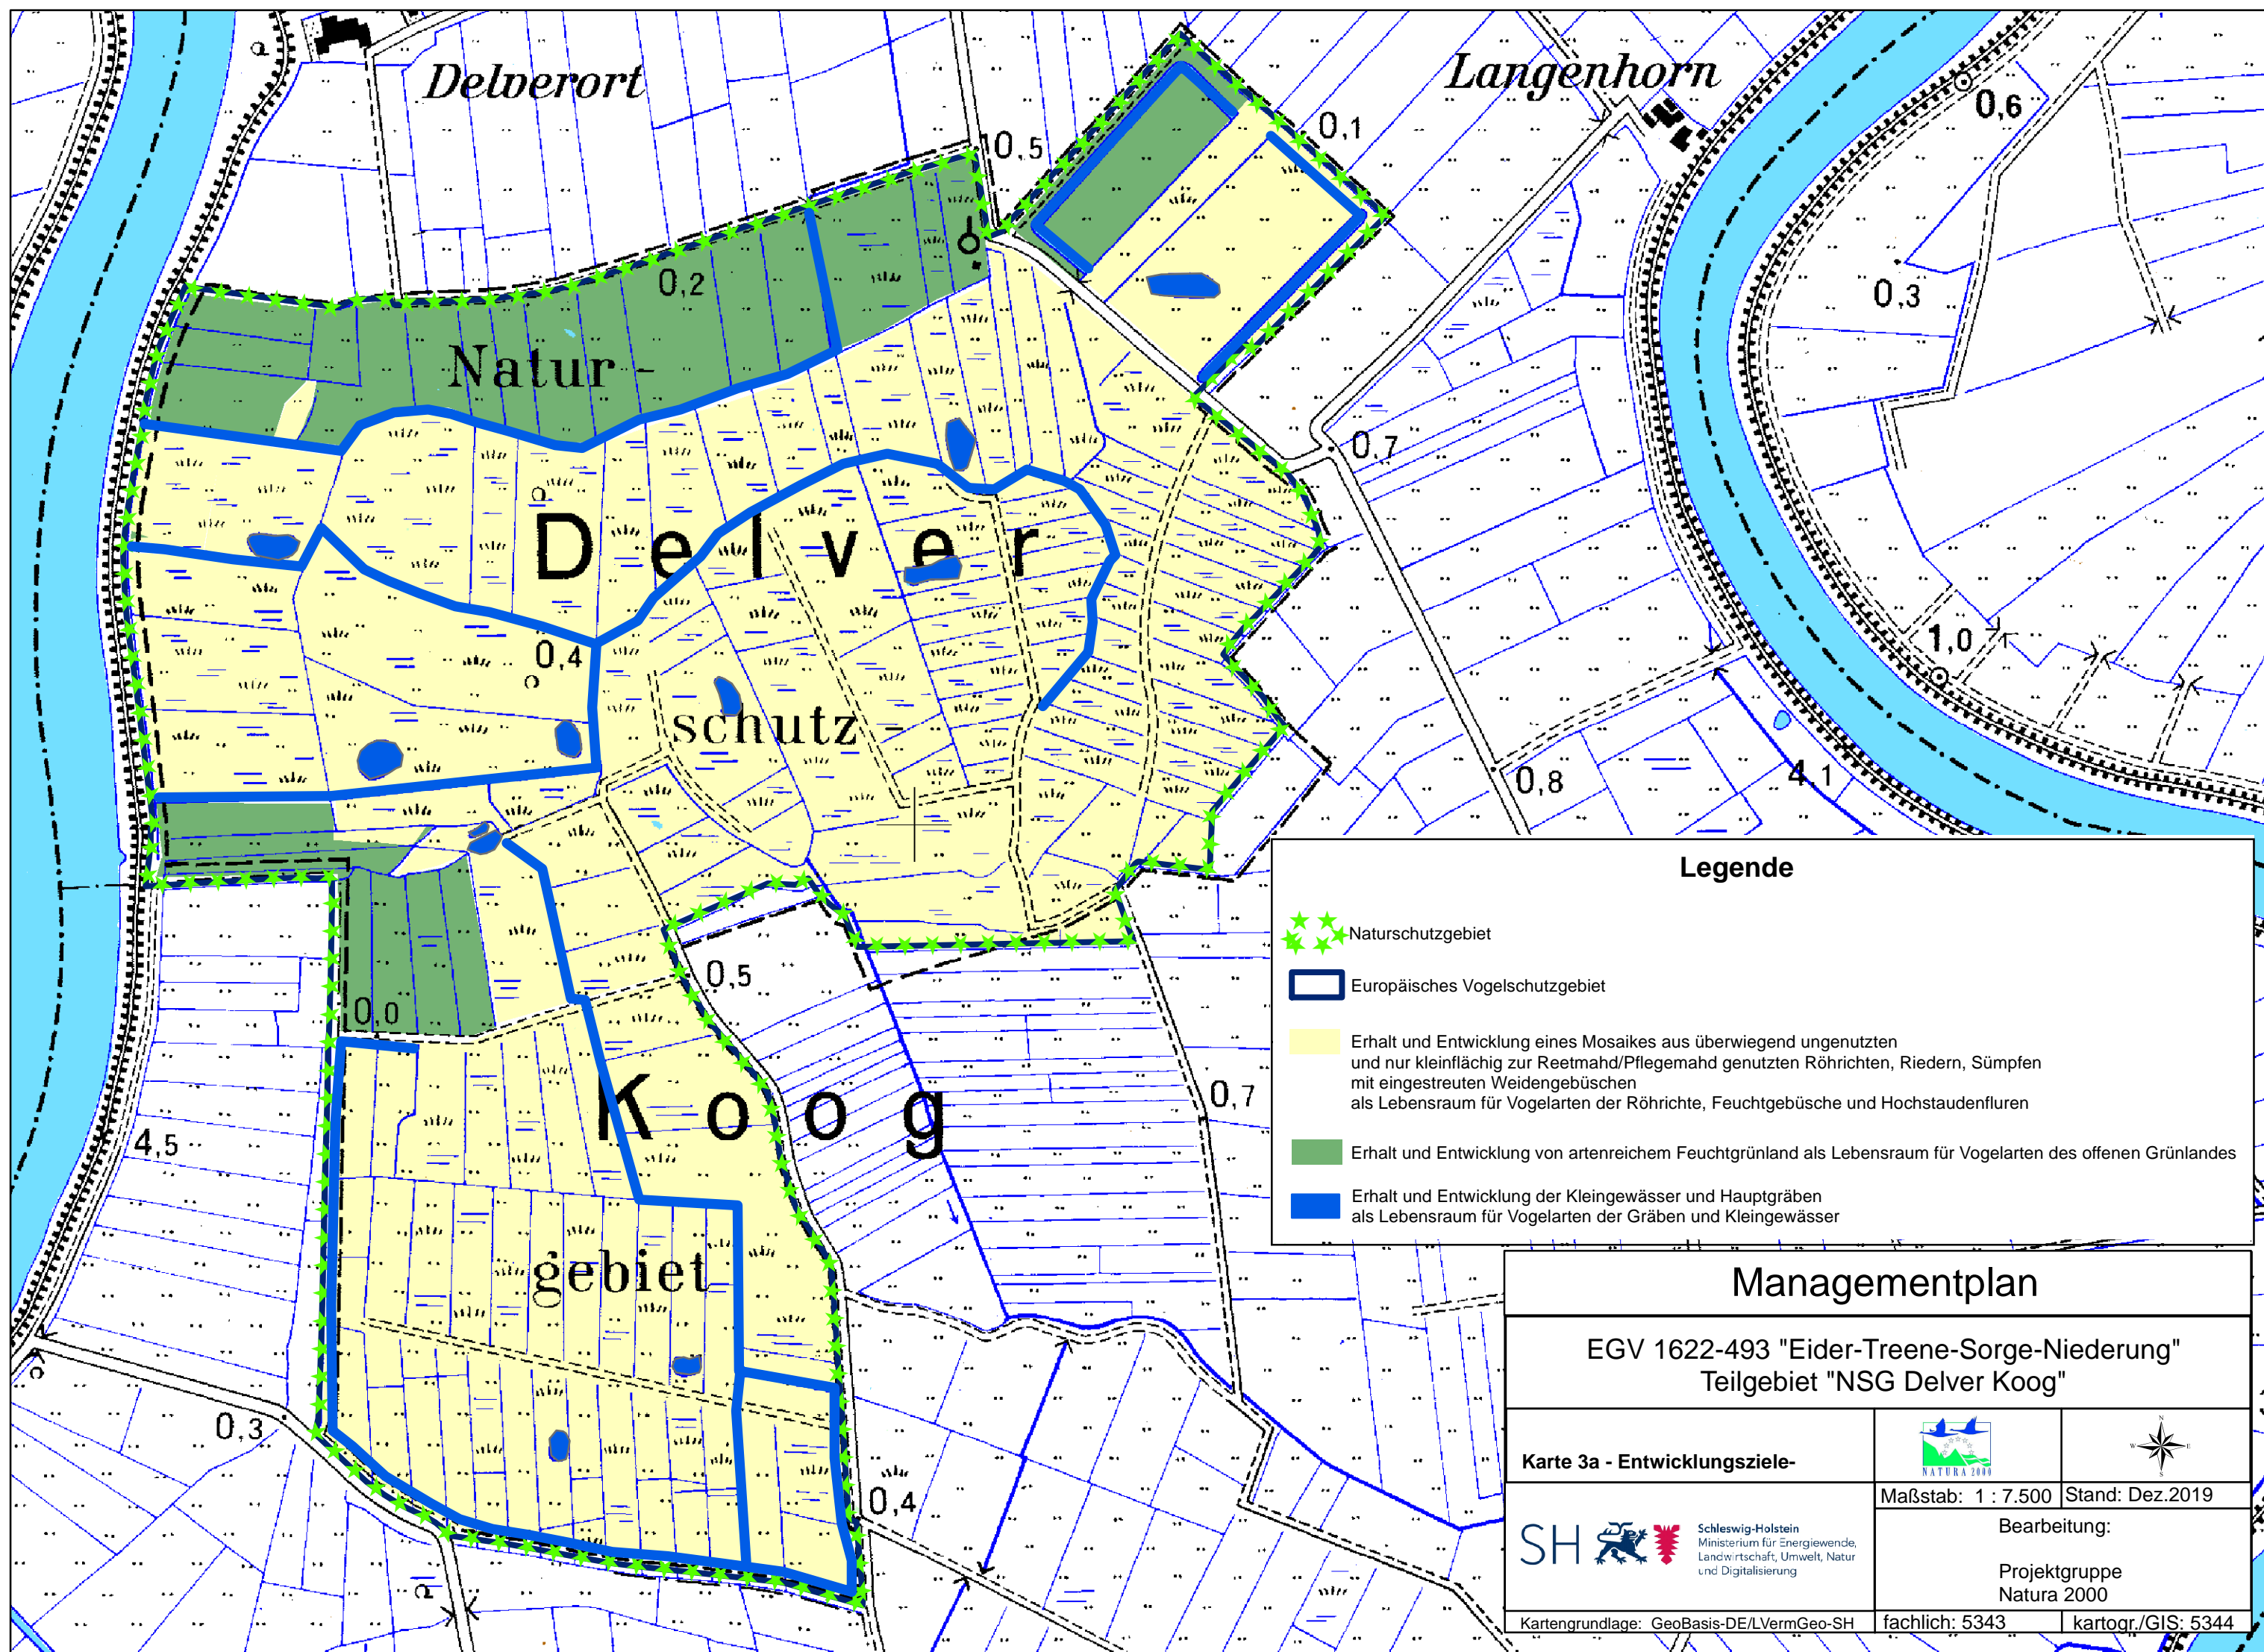 Delverort
Langenhorn
0,6
0,1
0,5
0,2
0,3
Natur-
0,7
Delver
1,0
0,4
schutz-
0,8
4,1
Legende
Naturschutzgebiet
0,5
Europäisches Vogelschutzgebiet
0,0
Erhalt und Entwicklung eines Mosaikes aus überwiegend ungenutzten
und nur kleinflächig zur Reetmahd/Pflegemahd genutzten Röhrichten, Riedern, Sümpfen
mit eingestreuten Weidengebüschen
als Lebensraum für Vogelarten der Röhrichte, Feuchtgebüsche und Hochstaudenfluren
0,7
Koog
4,5
Erhalt und Entwicklung von artenreichem Feuchtgrünland als Lebensraum für Vogelarten des offenen Grünlandes
Erhalt und Entwicklung der Kleingewässer und Hauptgräben
als Lebensraum für Vogelarten der Gräben und Kleingewässer
gebiet
0,3
0,4
Managementplan
EGV 1622-493 "Eider-Treene-Sorge-Niederung"
Teilgebiet "NSG Delver Koog"
Karte 3a - Entwicklungsziele-
NATURA 2000
N
W
E
S
Maßstab: 1 : 7.500
Stand: Dez.2019
SH
Schleswig-Holstein
Ministerium für Energiewende,
Landwirtschaft, Umwelt, Natur
und Digitalisierung
Bearbeitung:
Projektgruppe
Natura 2000
Kartengrundlage: GeoBasis-DE/LVermGeo-SH
fachlich: 5343
kartogr./GIS: 5344